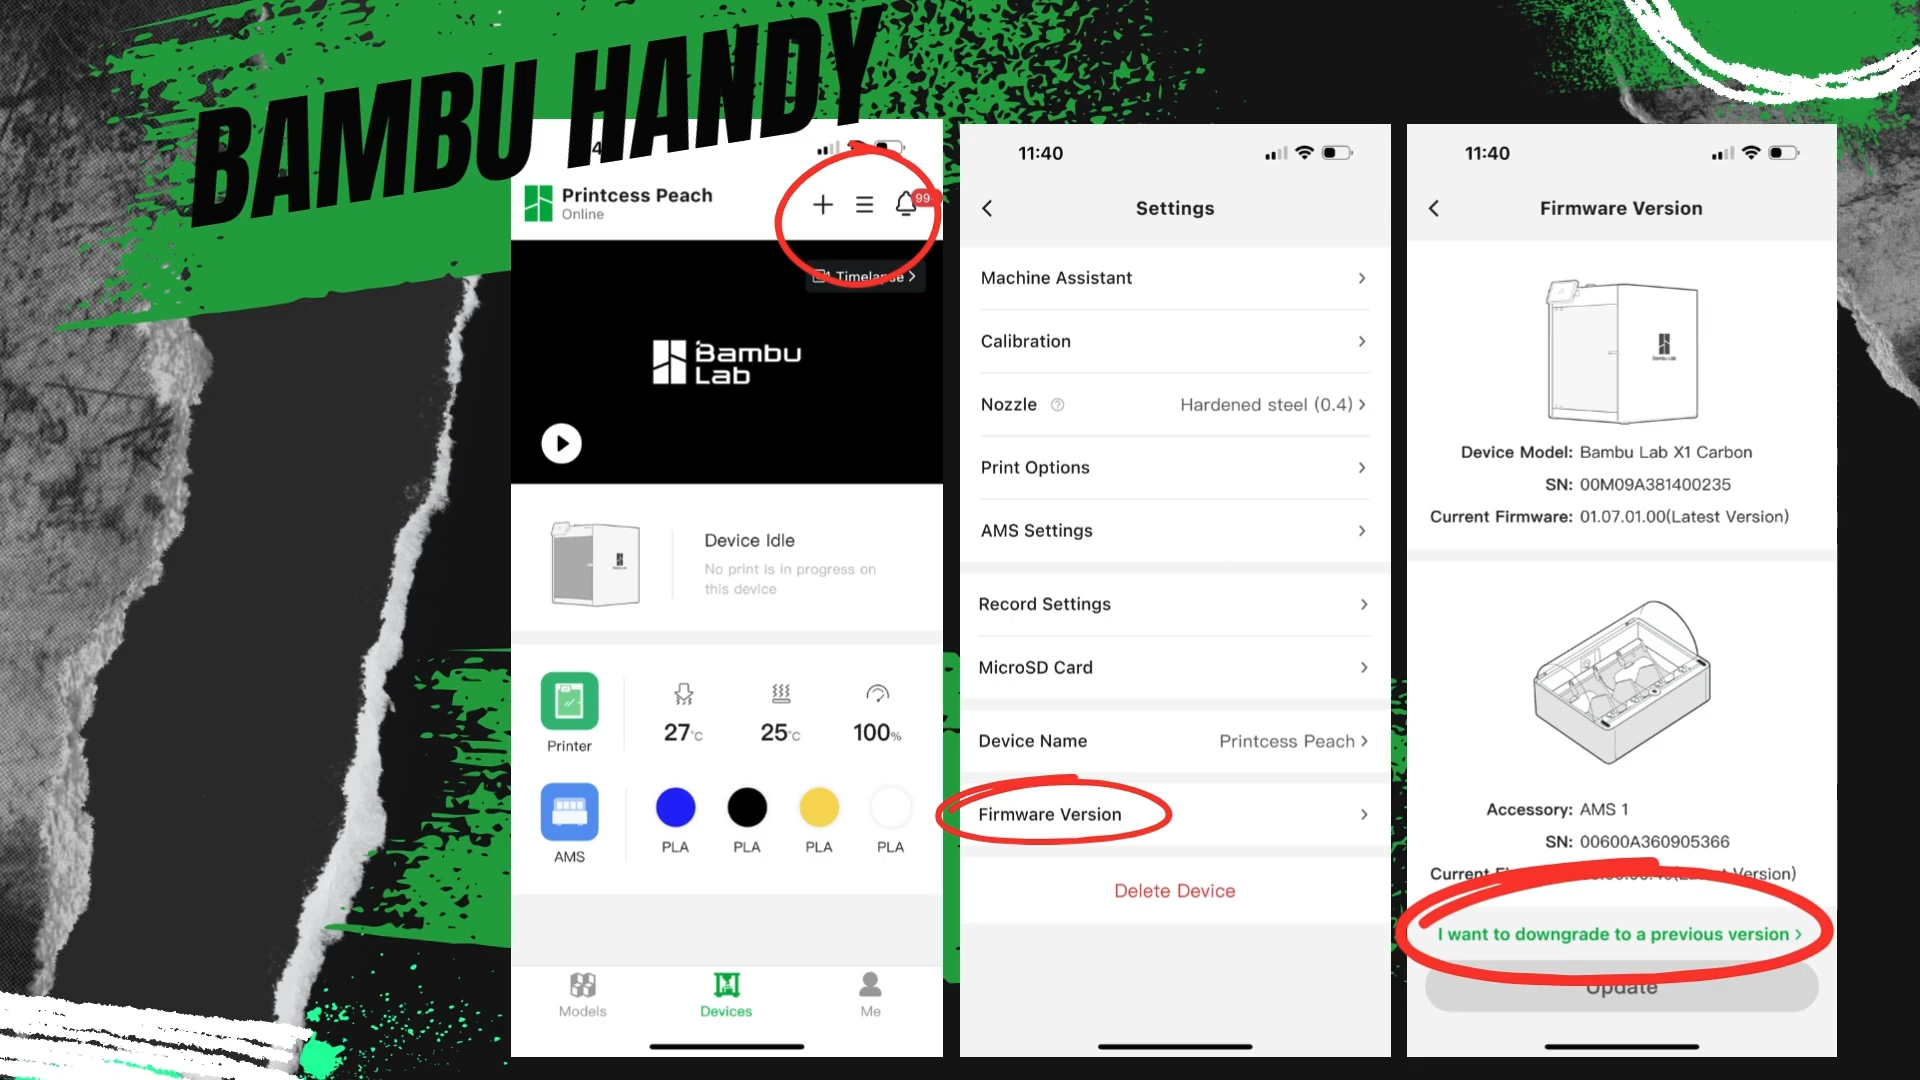 BAMBU HANDY
Printcess Peach
Online
99
Timelapse
Bambu
Lab
Device Idle
No print is in progress on
this device
Printer
27°C
25°C
100%
AMS
PLA
PLA
PLA
PLA
Models
Devices
Me
11:40
Settings
Machine Assistant
Calibration
Nozzle
Hardened steel (0.4)
Print Options
AMS Settings
Record Settings
MicroSD Card
Device Name
Printcess Peach
Firmware Version
Delete Device
11:40
Firmware Version
Bambu Lab
Device Model: Bambu Lab X1 Carbon
SN: 00M09A381400235
Current Firmware: 01.07.01.00(Latest Version)
Accessory: AMS 1
SN: 00600A360905366
Current Version)
I want to downgrade to a previous version
Update